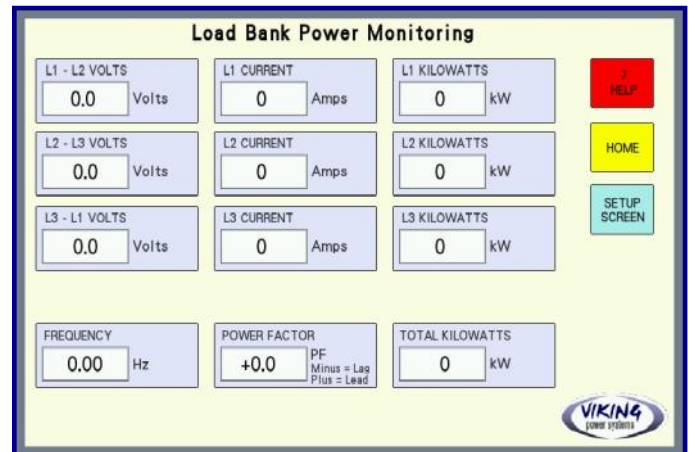 Load Bank Power Monitoring
L1 - L2 VOLTS
0.0 Volts
L1 CURRENT
0 Amps
L1 KILOWATTS
0 kW
?
HELP
L2 - L3 VOLTS
0.0 Volts
L2 CURRENT
0 Amps
L2 KILOWATTS
0 kW
HOME
L3 - L1 VOLTS
0.0 Volts
L3 CURRENT
0 Amps
L3 KILOWATTS
0 kW
SETUP
SCREEN
FREQUENCY
0.00 Hz
POWER FACTOR
+0.0 PF
Minus = Lag
Plus = Lead
TOTAL KILOWATTS
0 kW
VIKING
power systems